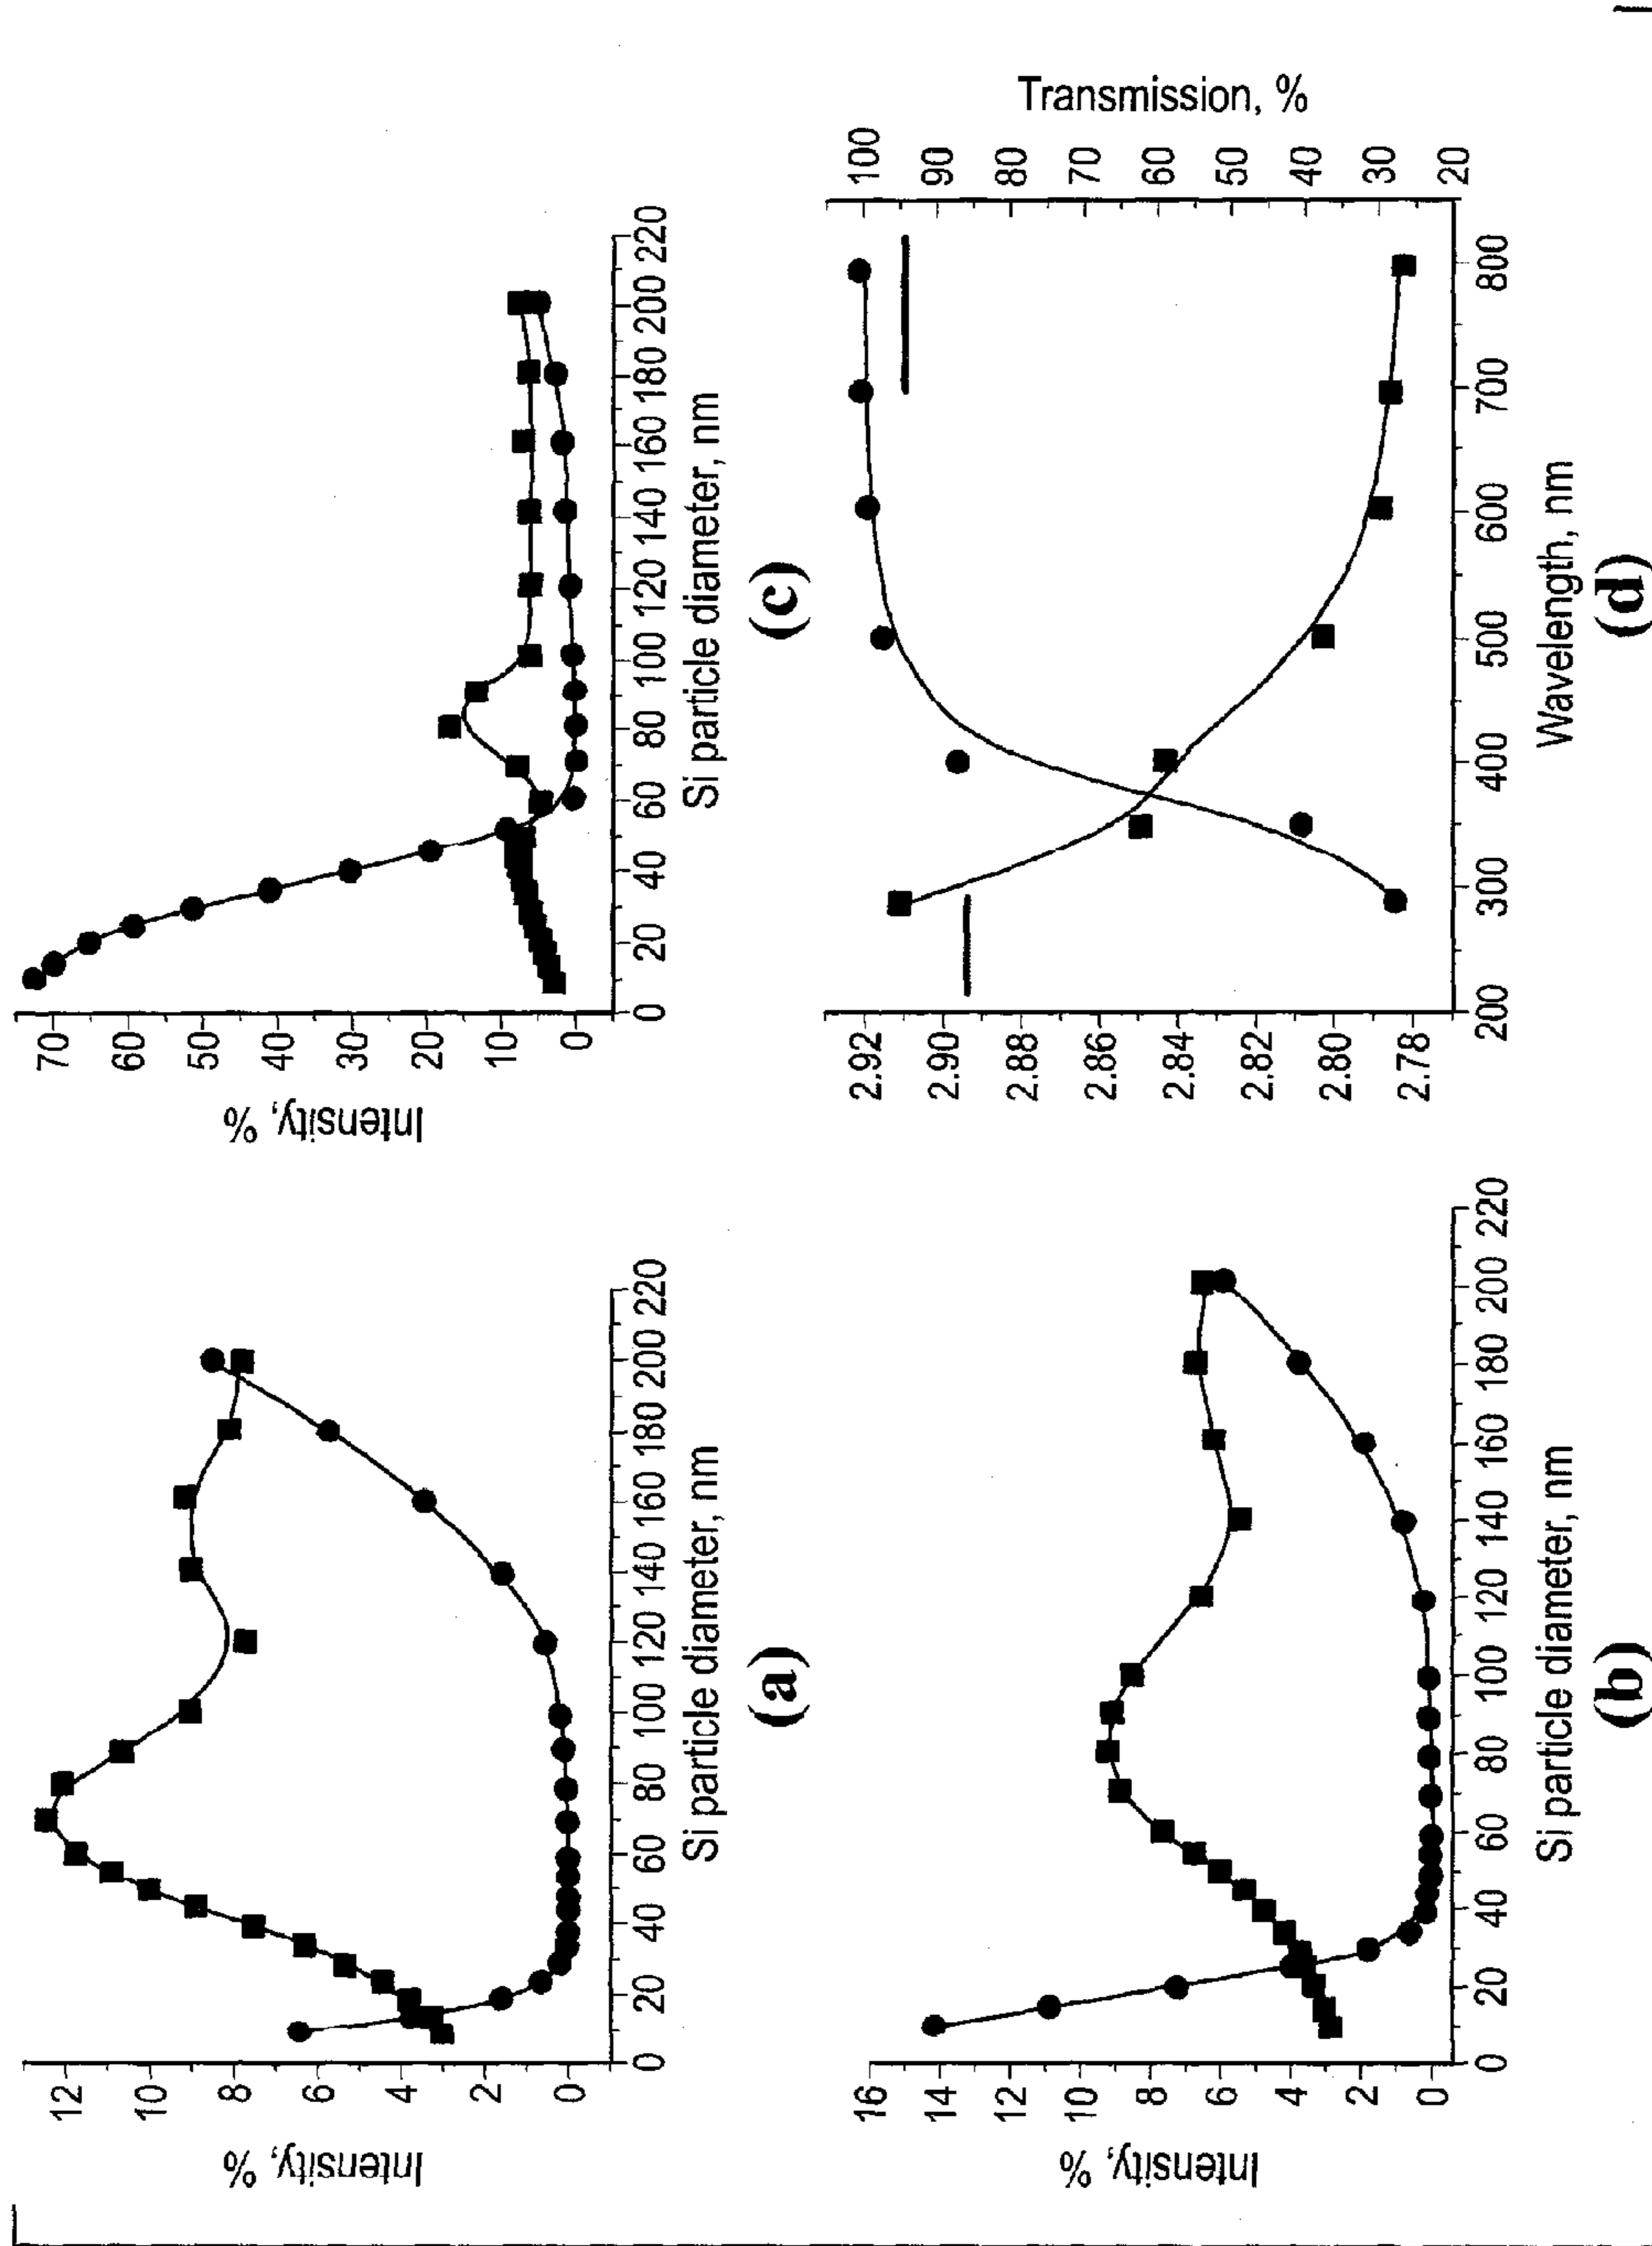 Intensity, %
12
10
8
6
4
2
0
0 20 40 60 80 100 120 140 160 180 200 220
Si particle diameter, nm
(a)
Intensity, %
16
14
12
10
8
6
4
2
0
0 20 40 60 80 100 120 140 160 180 200 220
Si particle diameter, nm
(b)
Intensity, %
70
60
50
40
30
20
10
0
0 20 40 60 80 100 120 140 160 180 200 220
Si particle diameter, nm
(c)
2.92
2.90
2.88
2.86
2.84
2.82
2.80
2.78
200 300 400 500 600 700 800
Wavelength, nm
100
90
80
70
60
50
40
30
20
Transmission, %
(d)